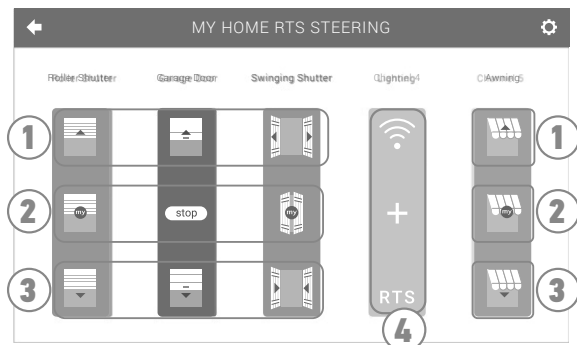 MY HOME RTS STEERING
Roller Shutter Garage Door Swinging Shutter Lighting Awning
1 1
2 my stop my my 2
3 RTS 3
4